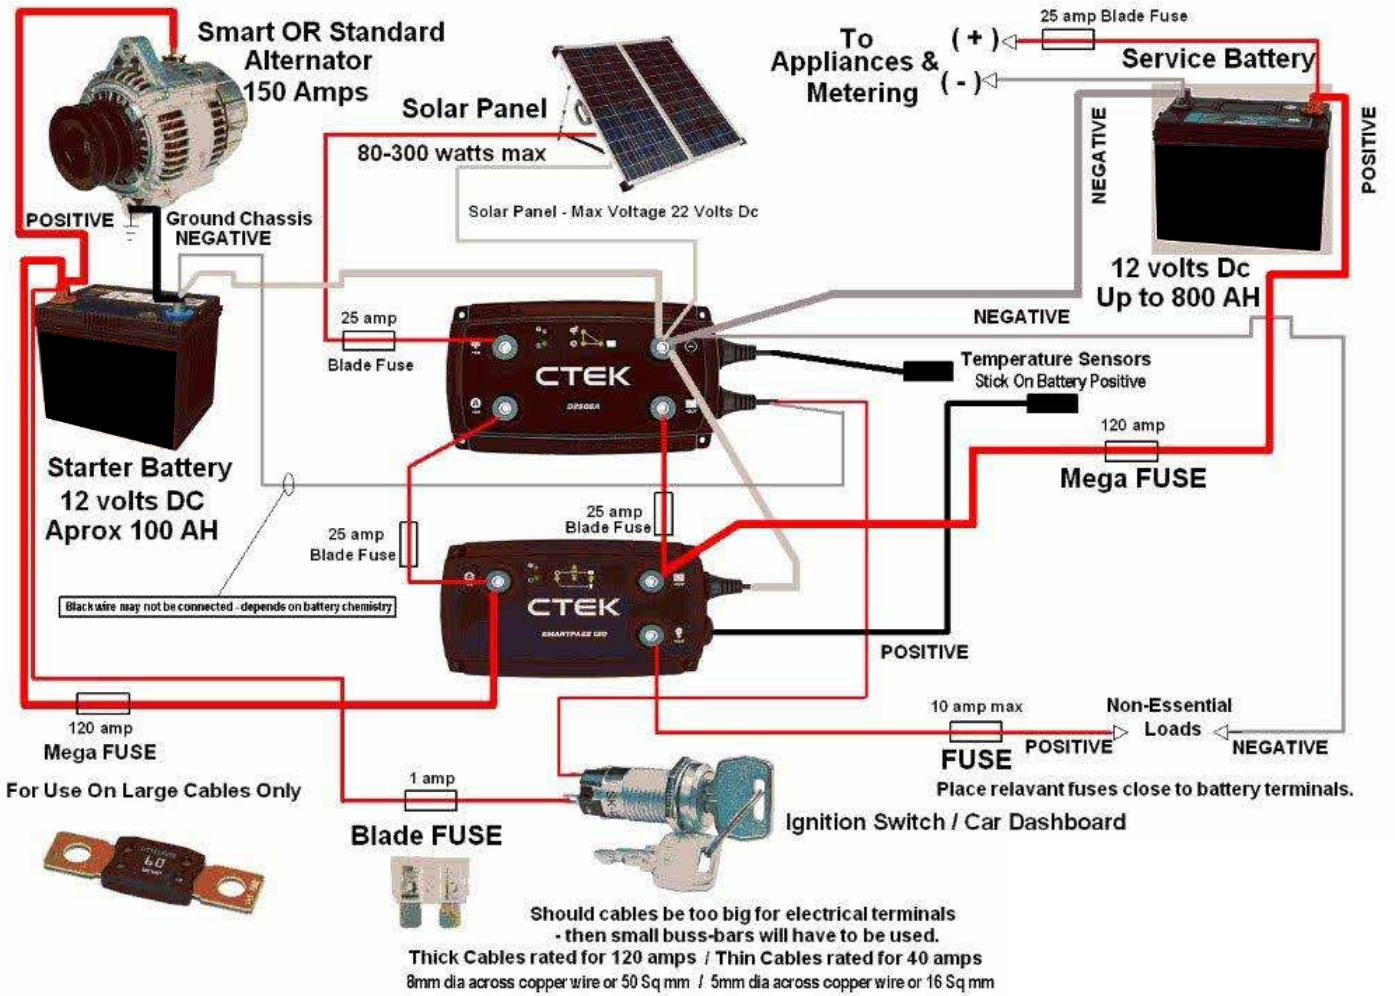 Smart OR Standard
Alternator
150 Amps
Solar Panel
80-300 watts max
Solar Panel - Max Voltage 22 Volts Dc
To
Appliances &
Metering
(+)
(-)
25 amp Blade Fuse
Service Battery
NEGATIVE
POSITIVE
12 volts Dc
Up to 800 AH
POSITIVE
Ground Chassis
NEGATIVE
25 amp
Blade Fuse
NEGATIVE
CTEK
D250SA
Temperature Sensors
Stick On Battery Positive
120 amp
Mega FUSE
Starter Battery
12 volts DC
Aprox 100 AH
25 amp
Blade Fuse
25 amp
Blade Fuse
Black wire may not be connected - depends on battery chemistry
CTEK
SMARTPASS 120
POSITIVE
120 amp
Mega FUSE
10 amp max
FUSE
POSITIVE
Non-Essential
Loads
NEGATIVE
Place relavant fuses close to battery terminals.
For Use On Large Cables Only
1 amp
Blade FUSE
Ignition Switch / Car Dashboard
60
Should cables be too big for electrical terminals
- then small buss-bars will have to be used.
Thick Cables rated for 120 amps / Thin Cables rated for 40 amps
8mm dia across copper wire or 50 Sq mm / 5mm dia across copper wire or 16 Sq mm